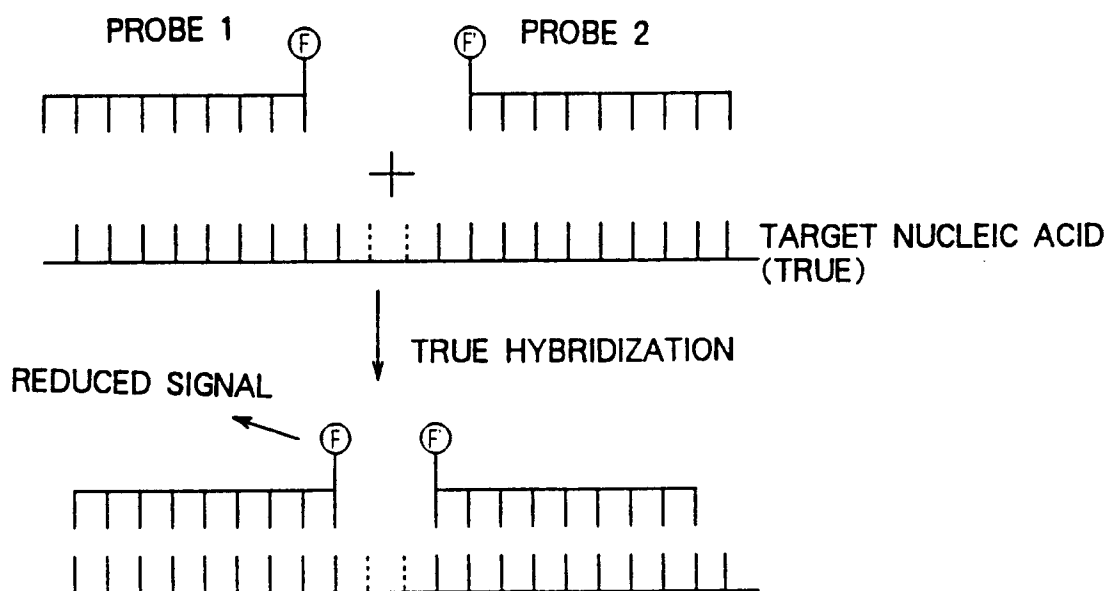 PROBE 1
F
F'
PROBE 2
TARGET NUCLEIC ACID
(TRUE)
TRUE HYBRIDIZATION
REDUCED SIGNAL
F
F'